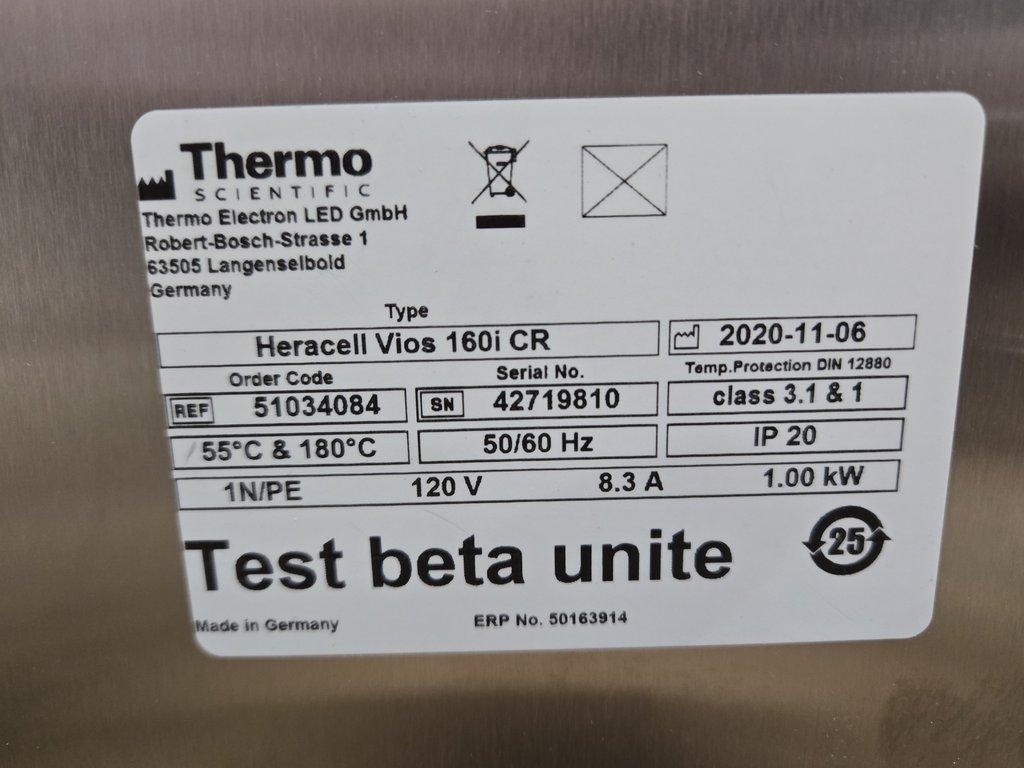 Thermo
SCIENTIFIC
Thermo Electron LED GmbH
Robert-Bosch-Strasse 1
63505 Langenselbold
Germany
Type
Heracell Vios 160i CR
2020-11-06
Order Code
Serial No.
Temp.Protection DIN 12880
REF 51034084
SN 42719810
class 3.1 & 1
55°C & 180°C
50/60 Hz
IP 20
1N/PE 120 V 8.3 A 1.00 kW
Test beta unite
25
Made in Germany
ERP No. 50163914